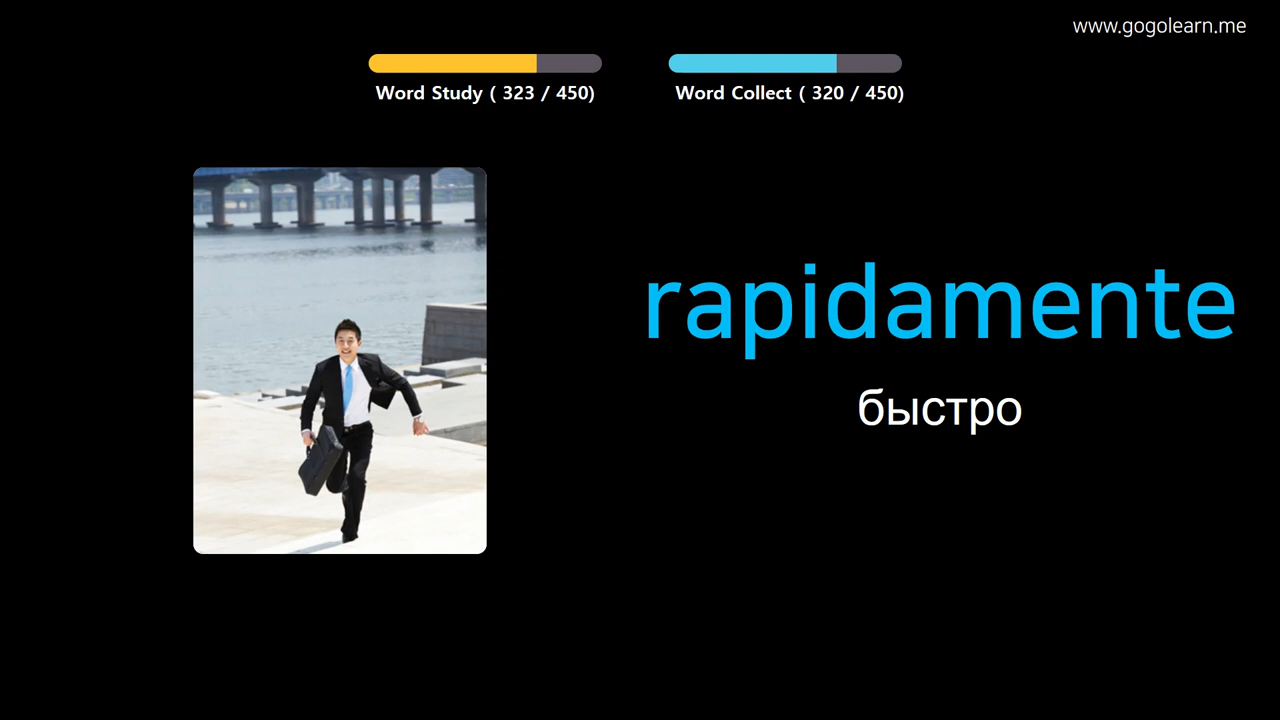 www.gogolearn.me
Word Study ( 323 / 450)
Word Collect ( 320 / 450)
rapidamente
быстро